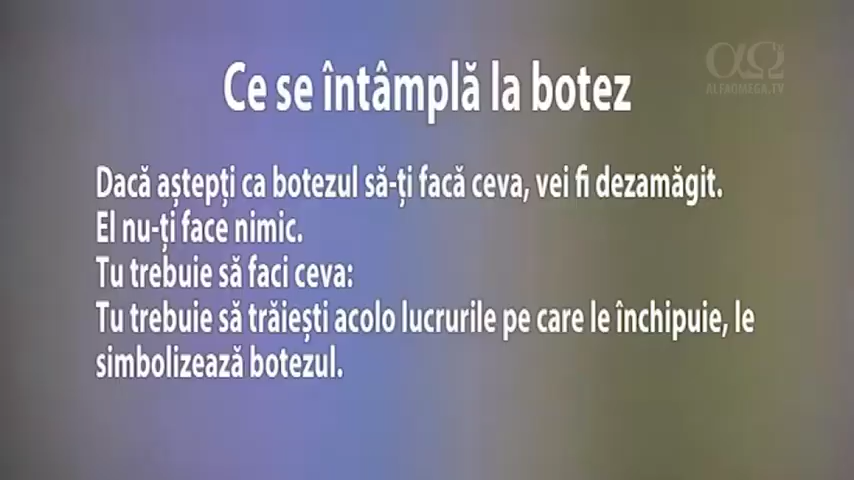 Ce se întâmplă la botez
ALFAOMEGA.TV
Dacă aștepți ca botezul să-ți facă ceva, vei fi dezamăgit.
El nu-ți face nimic.
Tu trebuie să faci ceva:
Tu trebuie să trăiești acolo lucrurile pe care le închipuie, le
simbolizează botezul.